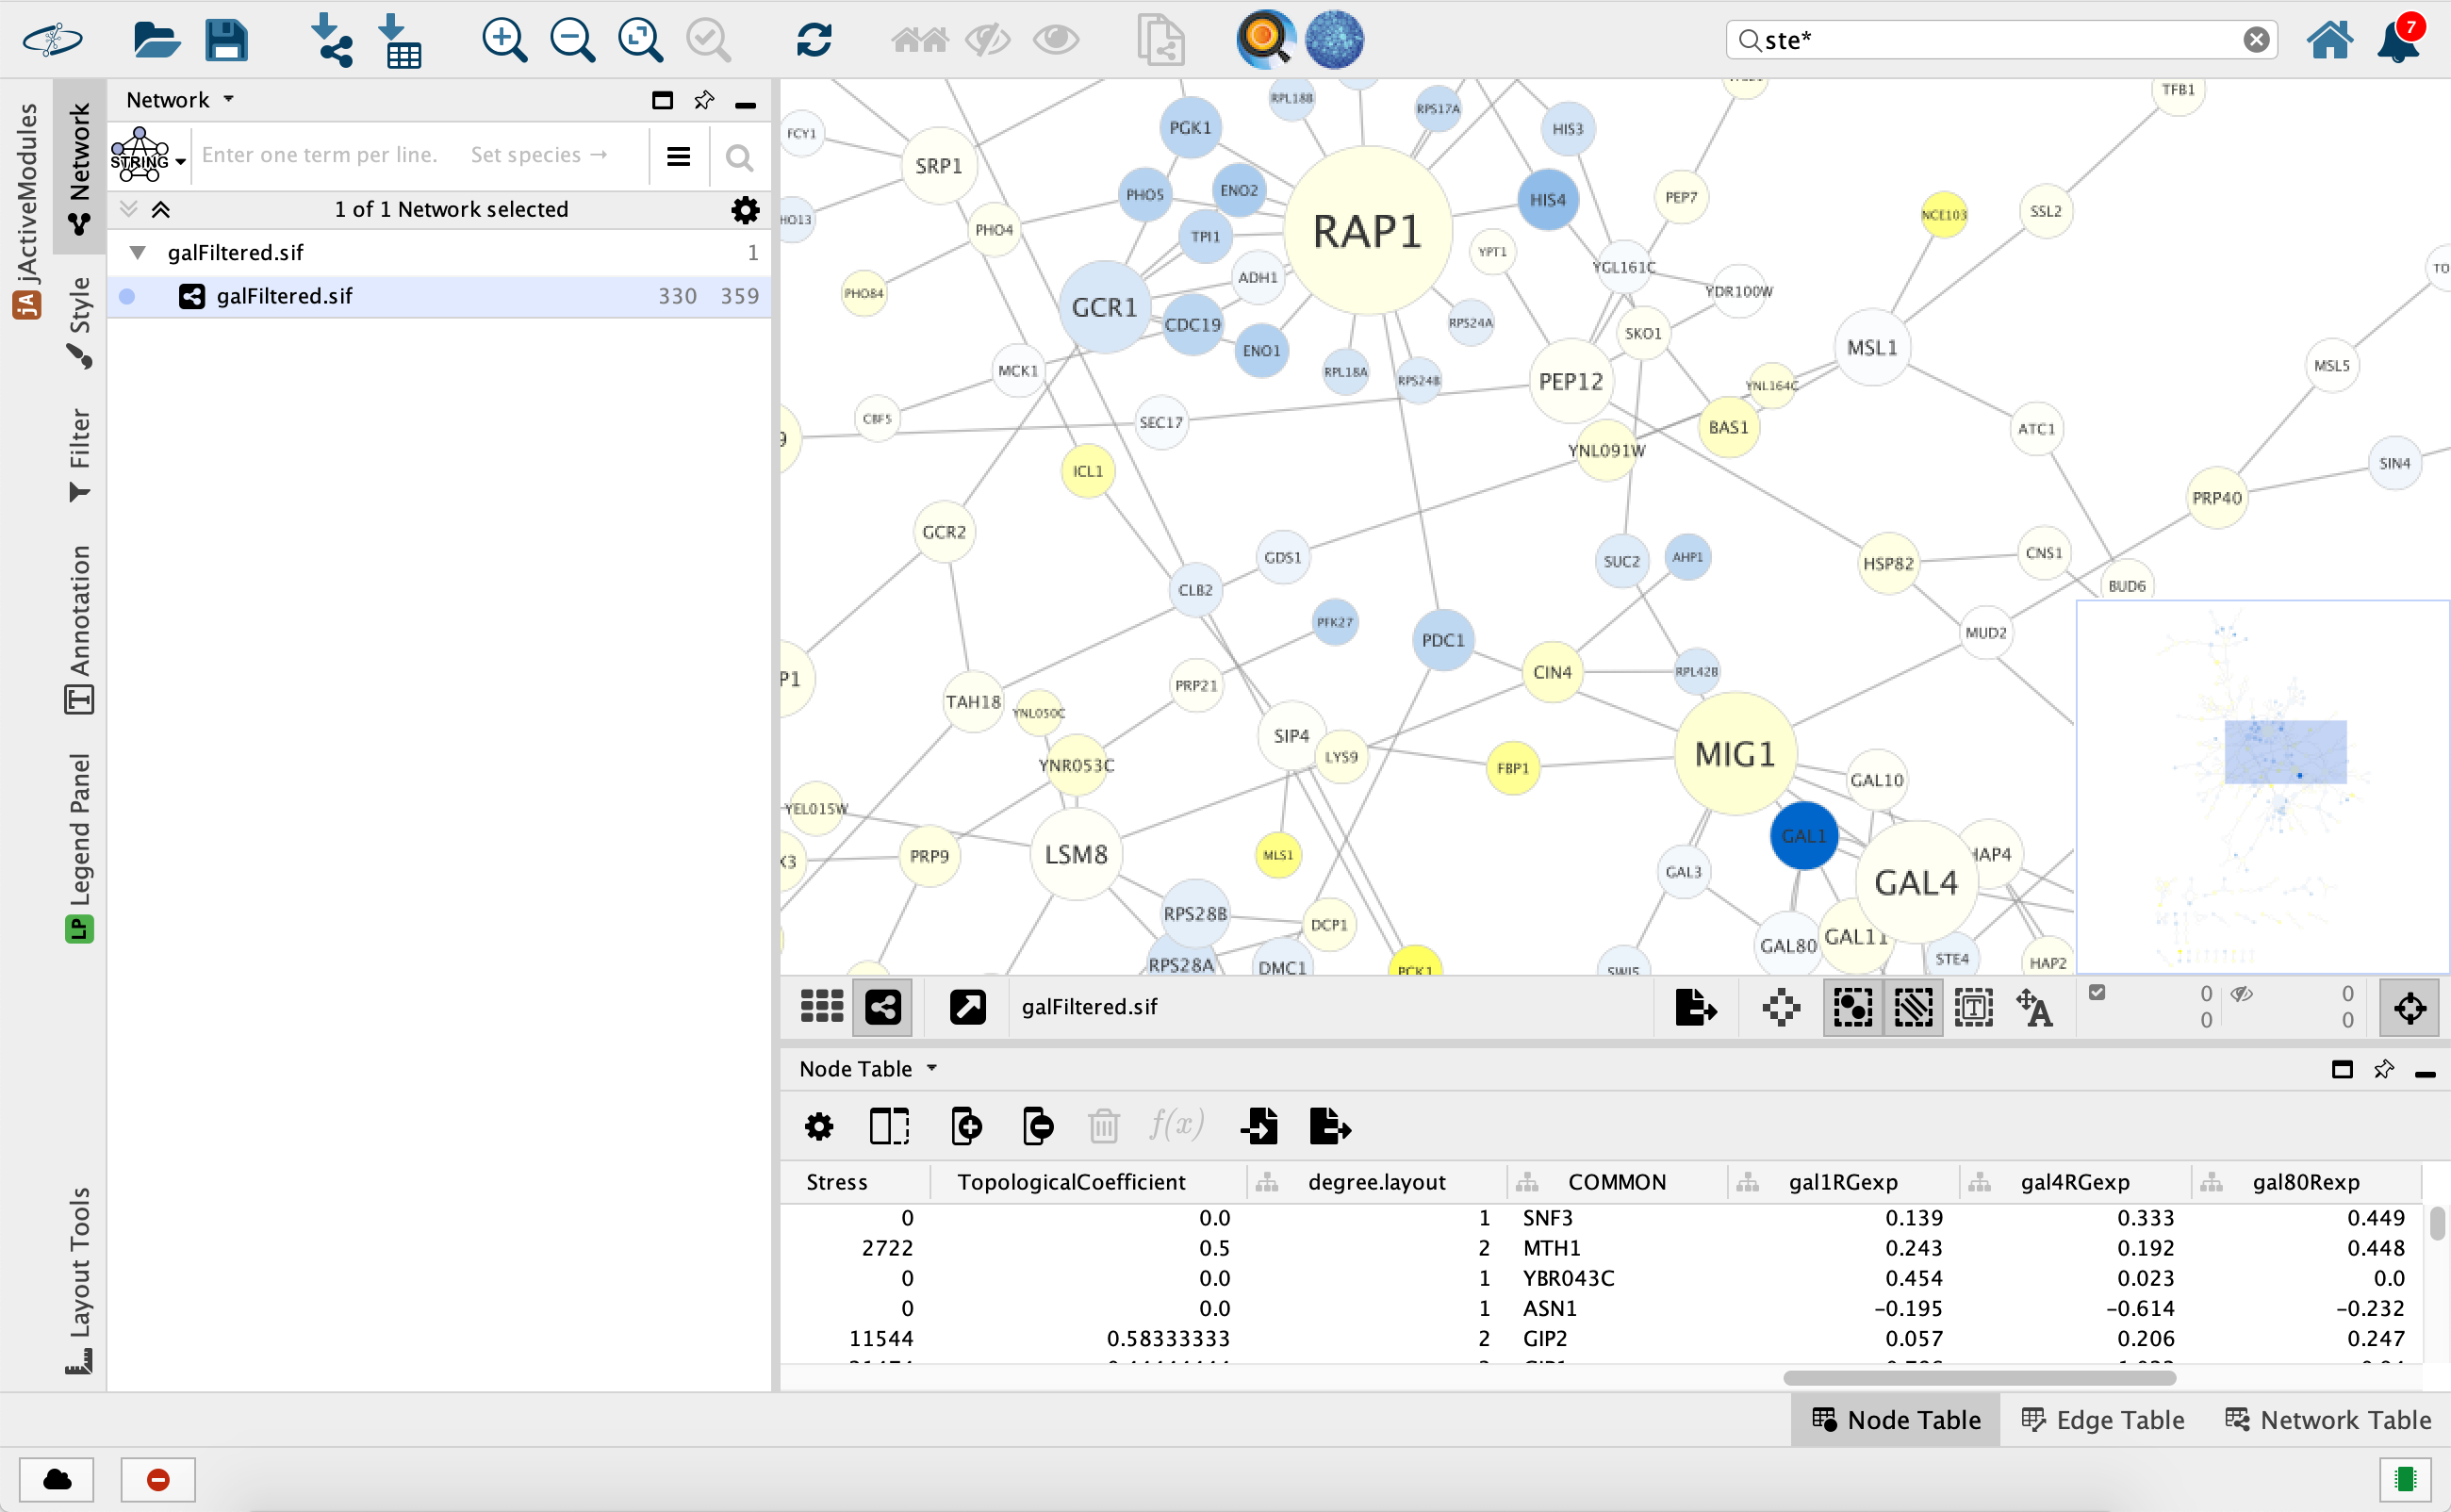 ste*
7
jActiveModules
jA
Network
Style
Filter
Annotation
Legend Panel
LP
Layout Tools
Network
STRING
Enter one term per line. Set species →
1 of 1 Network selected
galFiltered.sif 1
galFiltered.sif 330 359
RPL18B
RPS17A
TFB1
PGK1
HIS3
FCY1
SRP1
PHO5
ENO2
HIS4
PEP7
NCE103
SSL2
HO13
PHO4
TPI1
RAP1
YPT1
YGL161C
TO
ADH1
PHO84
GCR1
YDR100W
CDC19
RPS24A
SKO1
MSL1
ENO1
MCK1
RPL18A
RPS24B
PEP12
YNL164C
MSL5
9
CBF5
SEC17
BAS1
ATC1
YNL091W
ICL1
SIN4
PRP40
GCR2
GDS1
SUC2
AHP1
HSP82
CNS1
CLB2
BUD6
PFK27
PDC1
MUD2
P1
PRP21
CIN4
RPL42B
TAH18
YNL050C
SIP4
LYS9
MIG1
YNR053C
FBP1
GAL10
YEL015W
GAL1
PRP9
LSM8
MLS1
HAP4
GAL3
GAL4
RPS28B
DCP1
GAL80
GAL11
RPS28A
DMC1
PCK1
SWI5
STE4
HAP2
galFiltered.sif
0 0
0 0
Node Table
f(x)
Stress TopologicalCoefficient degree.layout COMMON gal1RGexp gal4RGexp gal80Rexp
0 0.0 1 SNF3 0.139 0.333 0.449
2722 0.5 2 MTH1 0.243 0.192 0.448
0 0.0 1 YBR043C 0.454 0.023 0.0
0 0.0 1 ASN1 -0.195 -0.614 -0.232
11544 0.58333333 2 GIP2 0.057 0.206 0.247
Node Table Edge Table Network Table